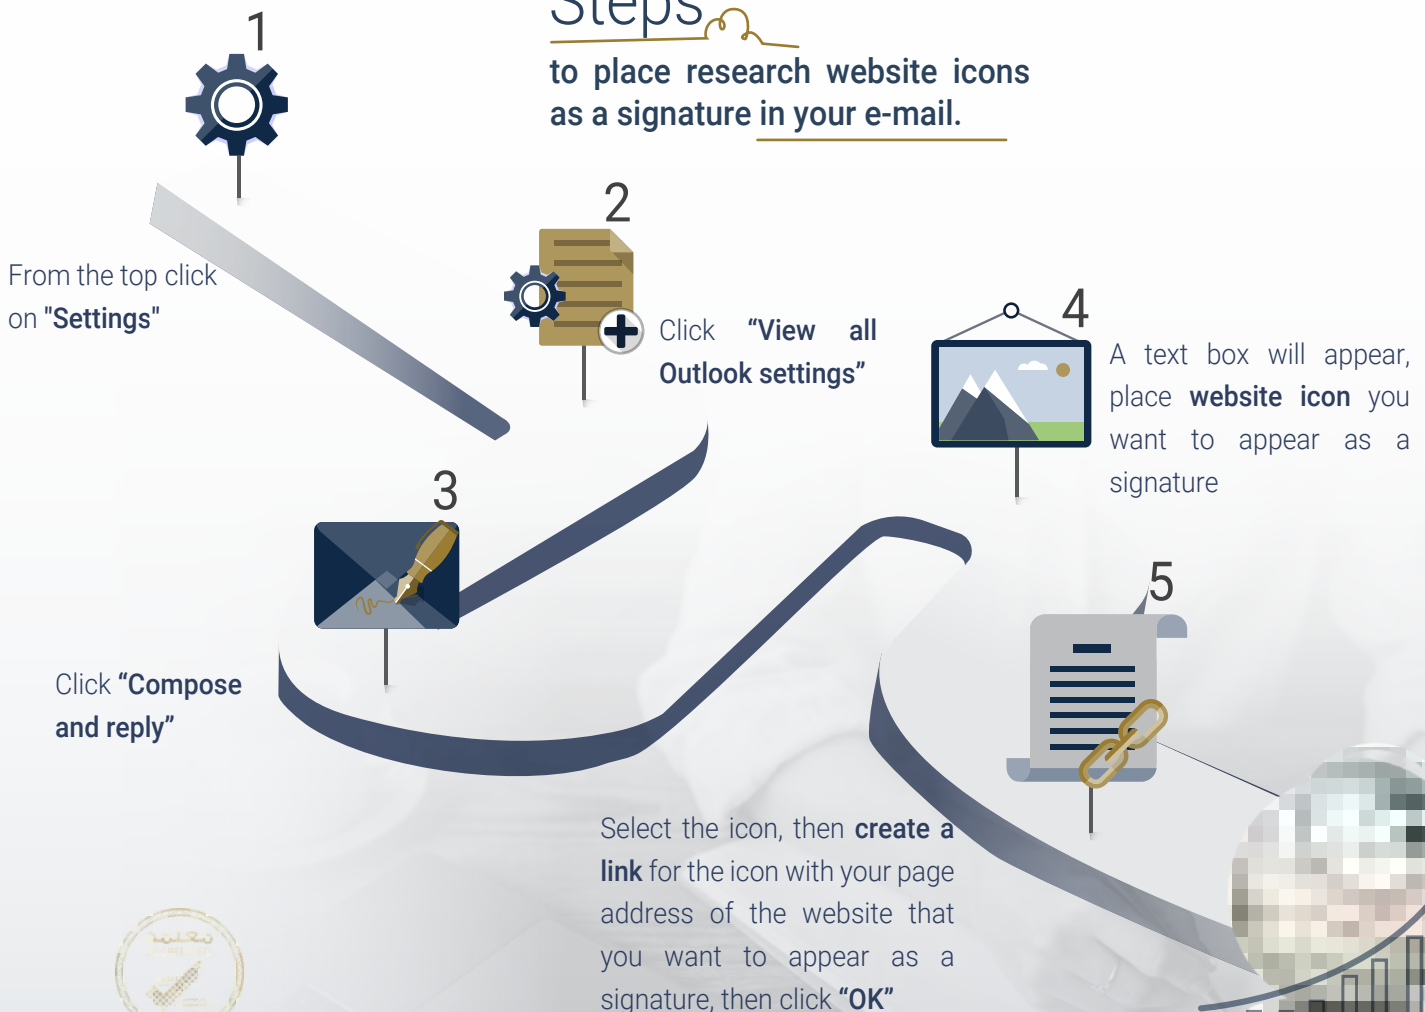 Steps
to place research website icons
as a signature in your e-mail.
1
From the top click
on "Settings"
2
Click “View all
Outlook settings”
3
Click “Compose
and reply”
4
A text box will appear,
place website icon you
want to appear as a
signature
5
Select the icon, then create a
link for the icon with your page
address of the website that
you want to appear as a
signature, then click “OK”